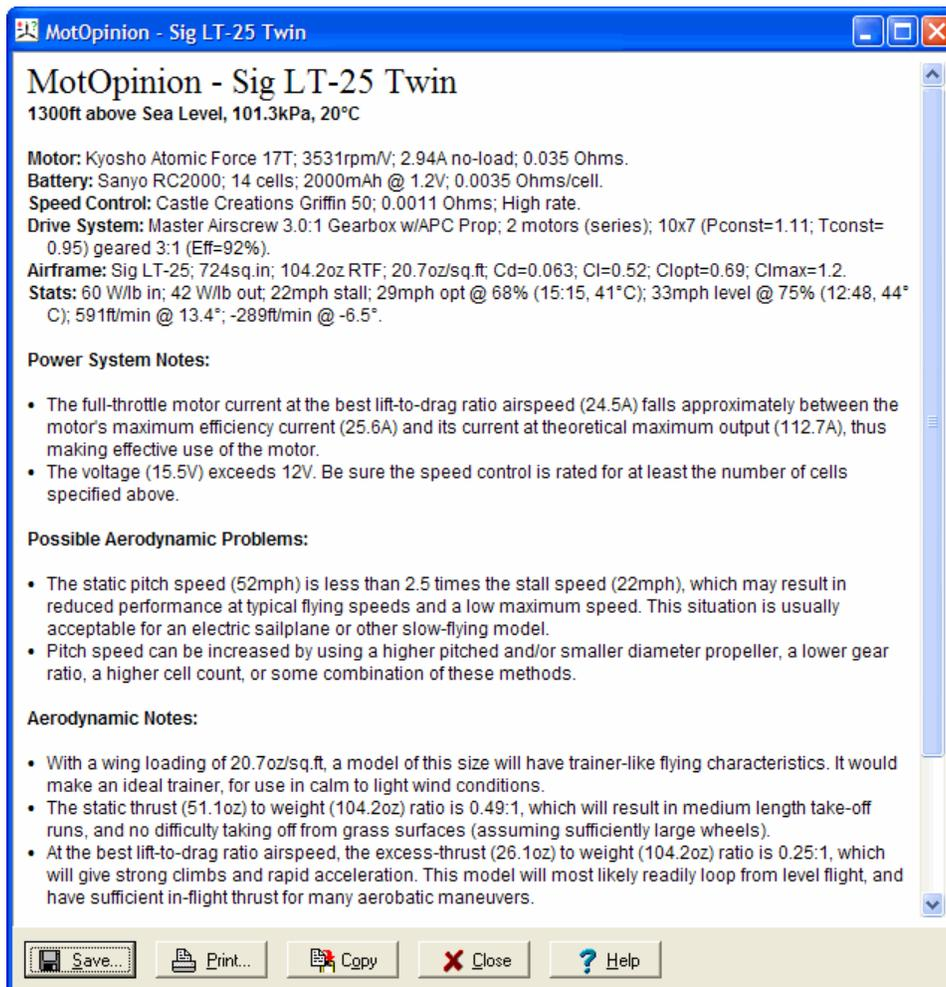 MotOpinion - Sig LT-25 Twin
MotOpinion - Sig LT-25 Twin
1300ft above Sea Level, 101.3kPa, 20°C
Motor: Kyosho Atomic Force 17T; 3531rpm/V; 2.94A no-load; 0.035 Ohms.
Battery: Sanyo RC2000; 14 cells; 2000mAh @ 1.2V; 0.0035 Ohms/cell.
Speed Control: Castle Creations Griffin 50; 0.0011 Ohms; High rate.
Drive System: Master Airscrew 3.0:1 Gearbox w/APC Prop; 2 motors (series); 10x7 (Pconst=1.11; Tconst=
0.95) geared 3:1 (Eff=92%).
Airframe: Sig LT-25; 724sq.in; 104.2oz RTF; 20.7oz/sq.ft; Cd=0.063; Cl=0.52; Clopt=0.69; Clmax=1.2.
Stats: 60 W/lb in; 42 W/lb out; 22mph stall; 29mph opt @ 68% (15:15, 41°C); 33mph level @ 75% (12:48, 44°
C); 591ft/min @ 13.4°; -289ft/min @ -6.5°.
Power System Notes:
• The full-throttle motor current at the best lift-to-drag ratio airspeed (24.5A) falls approximately between the
motor's maximum efficiency current (25.6A) and its current at theoretical maximum output (112.7A), thus
making effective use of the motor.
• The voltage (15.5V) exceeds 12V. Be sure the speed control is rated for at least the number of cells
specified above.
Possible Aerodynamic Problems:
• The static pitch speed (52mph) is less than 2.5 times the stall speed (22mph), which may result in
reduced performance at typical flying speeds and a low maximum speed. This situation is usually
acceptable for an electric sailplane or other slow-flying model.
• Pitch speed can be increased by using a higher pitched and/or smaller diameter propeller, a lower gear
ratio, a higher cell count, or some combination of these methods.
Aerodynamic Notes:
• With a wing loading of 20.7oz/sq.ft, a model of this size will have trainer-like flying characteristics. It would
make an ideal trainer, for use in calm to light wind conditions.
• The static thrust (51.1oz) to weight (104.2oz) ratio is 0.49:1, which will result in medium length take-off
runs, and no difficulty taking off from grass surfaces (assuming sufficiently large wheels).
• At the best lift-to-drag ratio airspeed, the excess-thrust (26.1oz) to weight (104.2oz) ratio is 0.25:1, which
will give strong climbs and rapid acceleration. This model will most likely readily loop from level flight, and
have sufficient in-flight thrust for many aerobatic maneuvers.
Save... Print... Copy Close Help